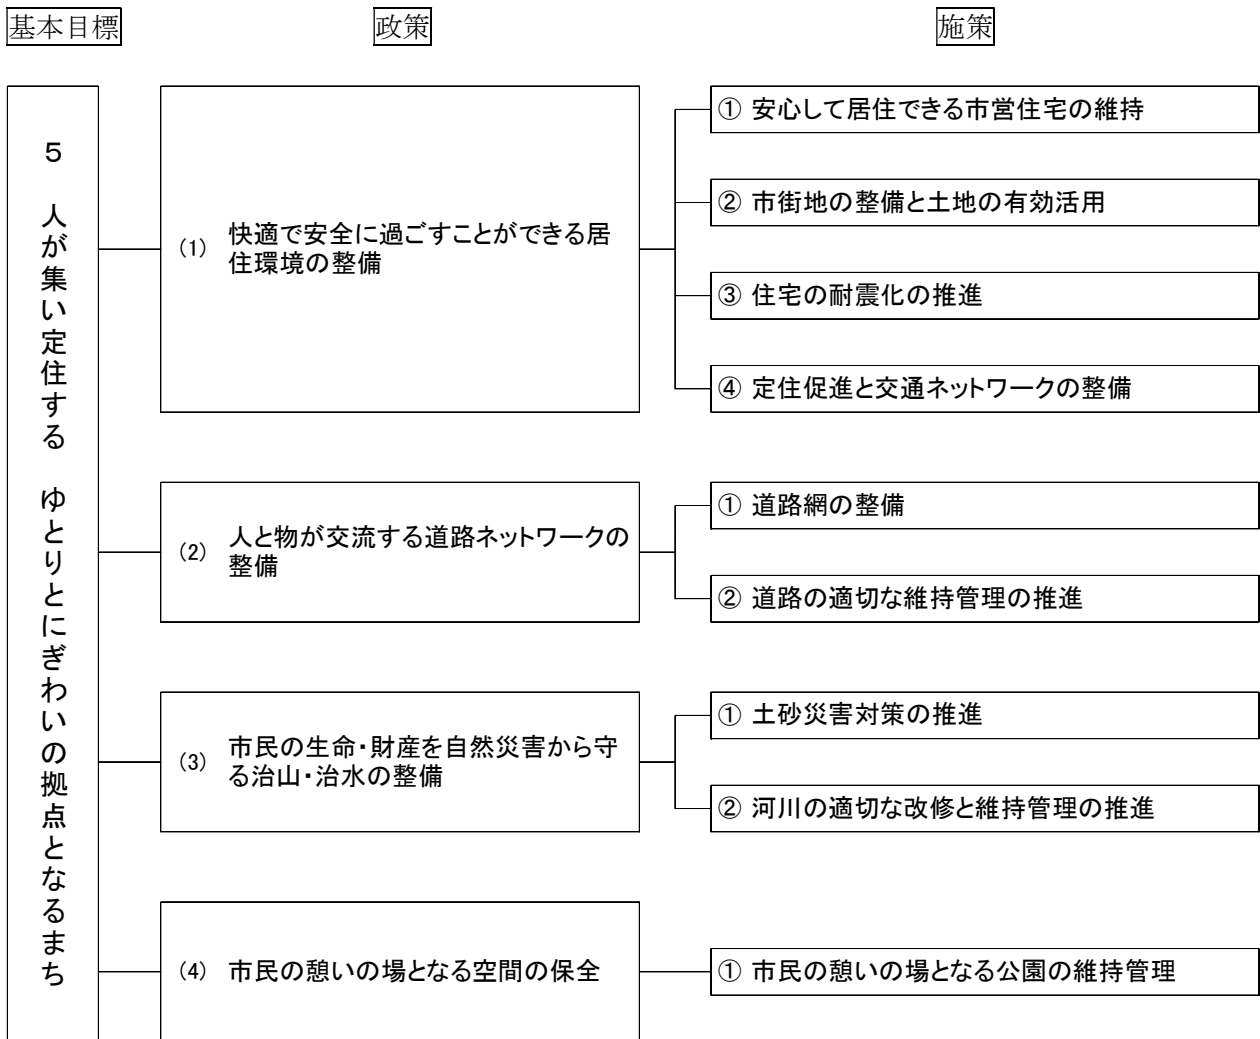 基本目標
政策
施策
５　人が集い定住する　ゆとりとにぎわいの拠点となるまち
(1) 快適で安全に過ごすことができる居
住環境の整備
① 安心して居住できる市営住宅の維持
② 市街地の整備と土地の有効活用
③ 住宅の耐震化の推進
④ 定住促進と交通ネットワークの整備
(2) 人と物が交流する道路ネットワークの
整備
① 道路網の整備
② 道路の適切な維持管理の推進
(3) 市民の生命・財産を自然災害から守
る治山・治水の整備
① 土砂災害対策の推進
② 河川の適切な改修と維持管理の推進
(4) 市民の憩いの場となる空間の保全
① 市民の憩いの場となる公園の維持管理